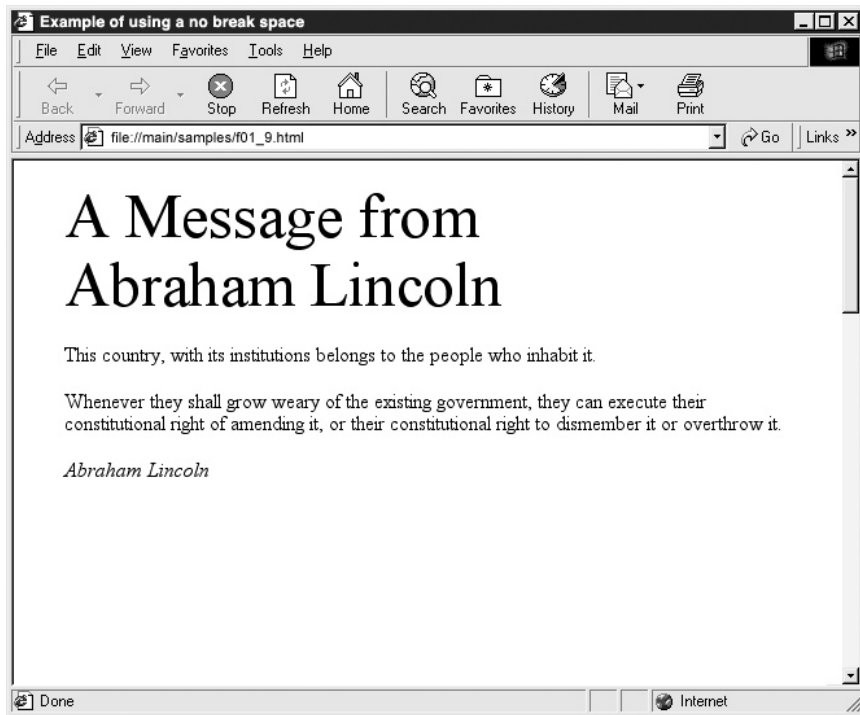 Example of using a no break space
File Edit View Favorites Tools Help
Back Forward Stop Refresh Home Search Favorites History Mail Print
Address file://main/samples/f01_9.html Go Links »
A Message from
Abraham Lincoln
This country, with its institutions belongs to the people who inhabit it.
Whenever they shall grow weary of the existing government, they can execute their
constitutional right of amending it, or their constitutional right to dismember it or overthrow it.
Abraham Lincoln
Done Internet